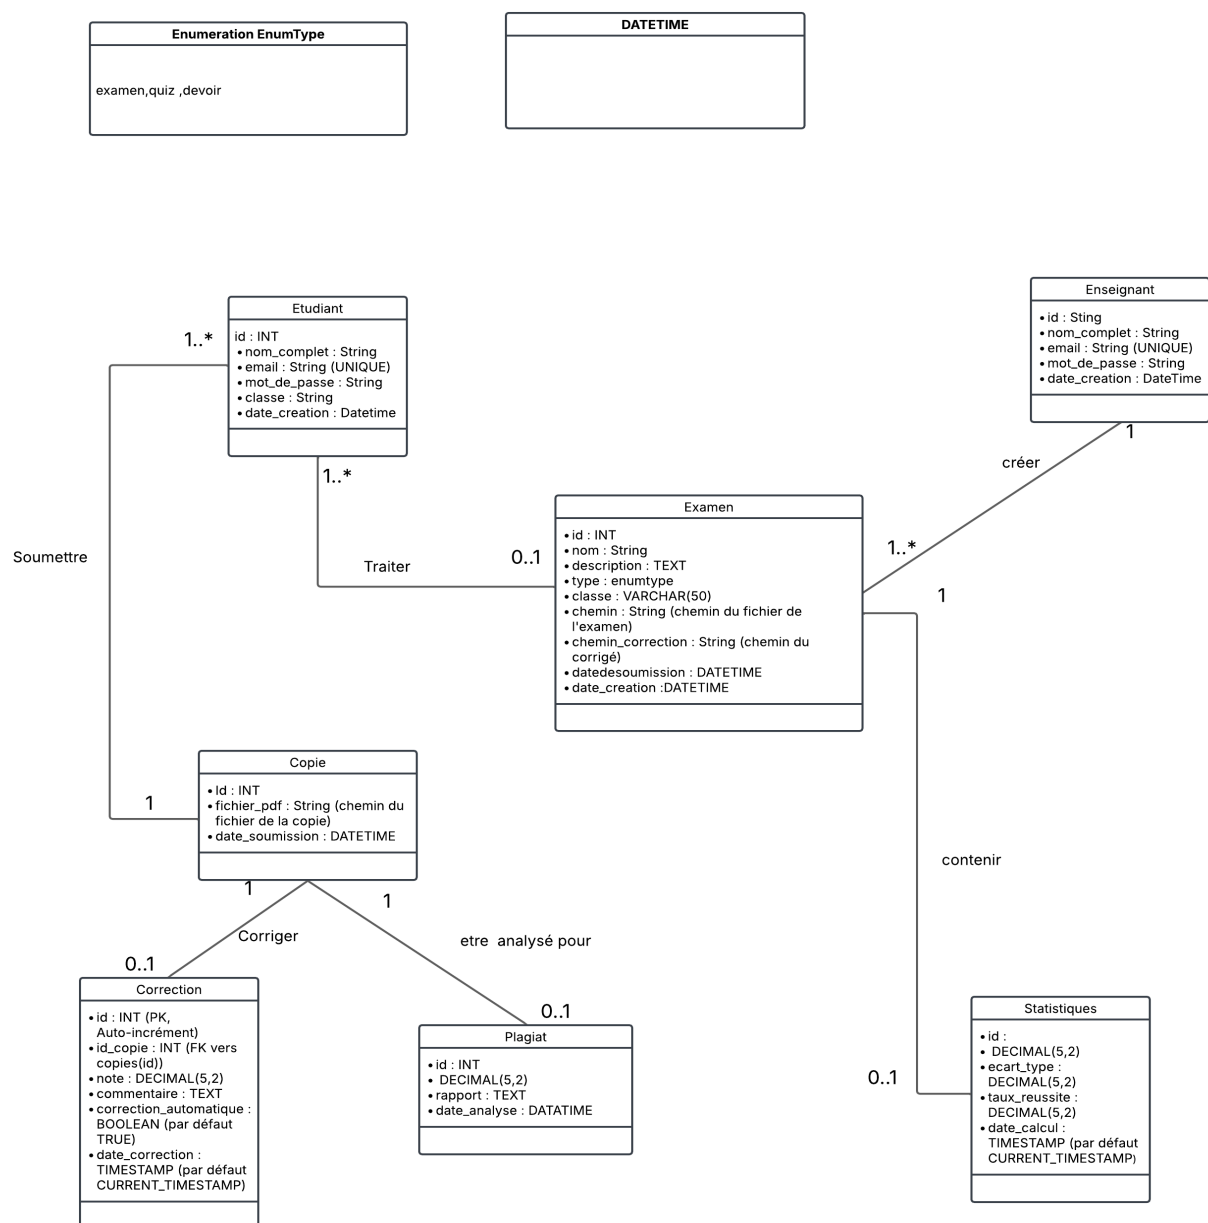 Enumeration EnumType
examen,quiz ,devoir
DATETIME
Etudiant
id : INT
• nom_complet : String
• email : String (UNIQUE)
• mot_de_passe : String
• classe : String
• date_creation : Datetime
Enseignant
• id : Sting
• nom_complet : String
• email : String (UNIQUE)
• mot_de_passe : String
• date_creation : DateTime
1..*
1..*
Soumettre
1
Traiter
0..1
créer
1
1..*
Examen
• id : INT
• nom : String
• description : TEXT
• type : enumtype
• classe : VARCHAR(50)
• chemin : String (chemin du fichier de
l'examen)
• chemin_correction : String (chemin du
corrigé)
• datedesoumission : DATETIME
• date_creation :DATETIME
1
contenir
0..1
Copie
• Id : INT
• fichier_pdf : String (chemin du
fichier de la copie)
• date_soumission : DATETIME
1
Corriger
0..1
1
etre  analysé pour
0..1
Correction
• id : INT (PK,
Auto-incrément)
• id_copie : INT (FK vers
copies(id))
• note : DECIMAL(5,2)
• commentaire : TEXT
• correction_automatique :
BOOLEAN (par défaut
TRUE)
• date_correction :
TIMESTAMP (par défaut
CURRENT_TIMESTAMP)
Plagiat
• id : INT
• DECIMAL(5,2)
• rapport : TEXT
• date_analyse : DATATIME
Statistiques
• id :
• DECIMAL(5,2)
• ecart_type :
DECIMAL(5,2)
• taux_reussite :
DECIMAL(5,2)
• date_calcul :
TIMESTAMP (par défaut
CURRENT_TIMESTAMP)